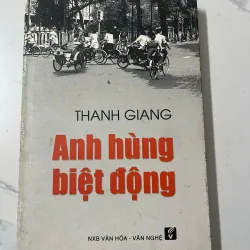 THANH GIANG
Anh hùng
biệt động
NXB VĂN HÓA - VĂN NGHỆ